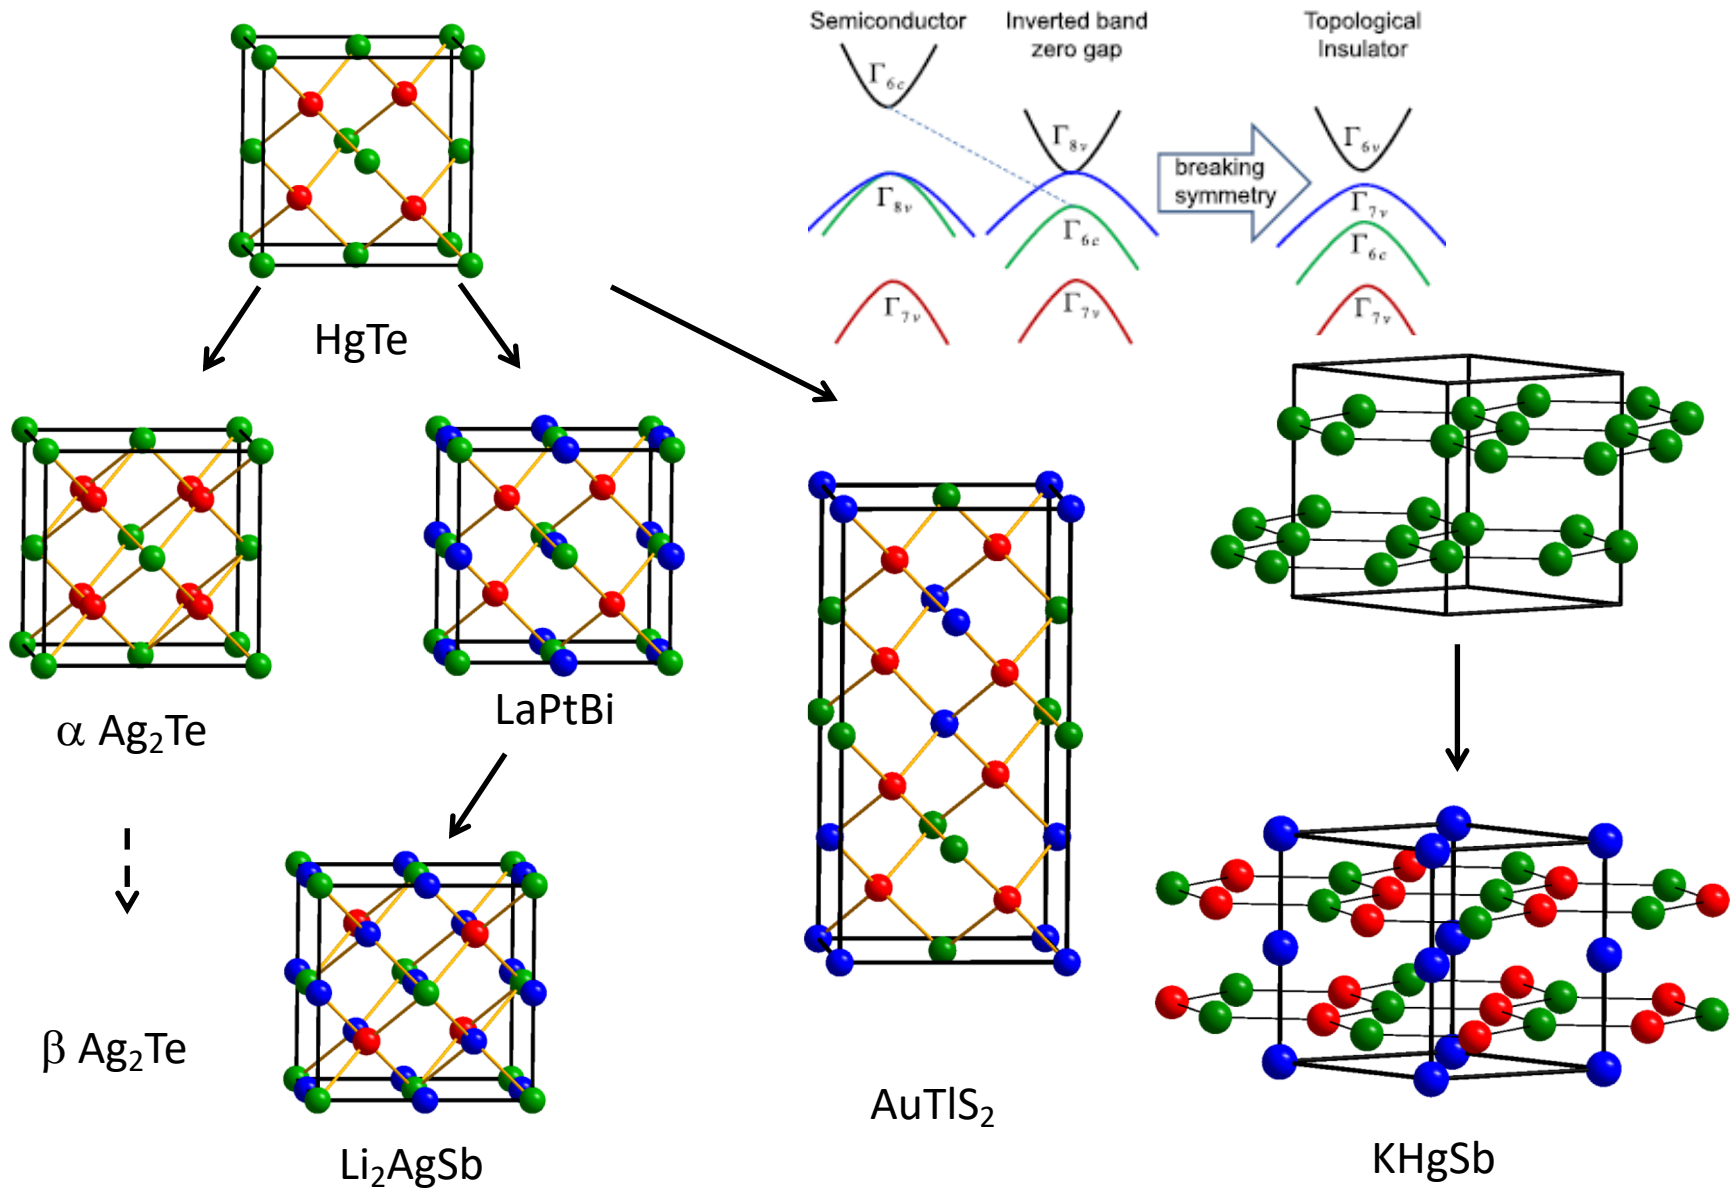 Semiconductor
Inverted band
zero gap
Topological
Insulator
Γ6c
Γ8v
Γ6v
breaking
symmetry
Γ8v
Γ7v
Γ6c
Γ6c
Γ7v
Γ7v
Γ7v
HgTe
α Ag₂Te
LaPtBi
β Ag₂Te
Li₂AgSb
AuTlS₂
KHgSb